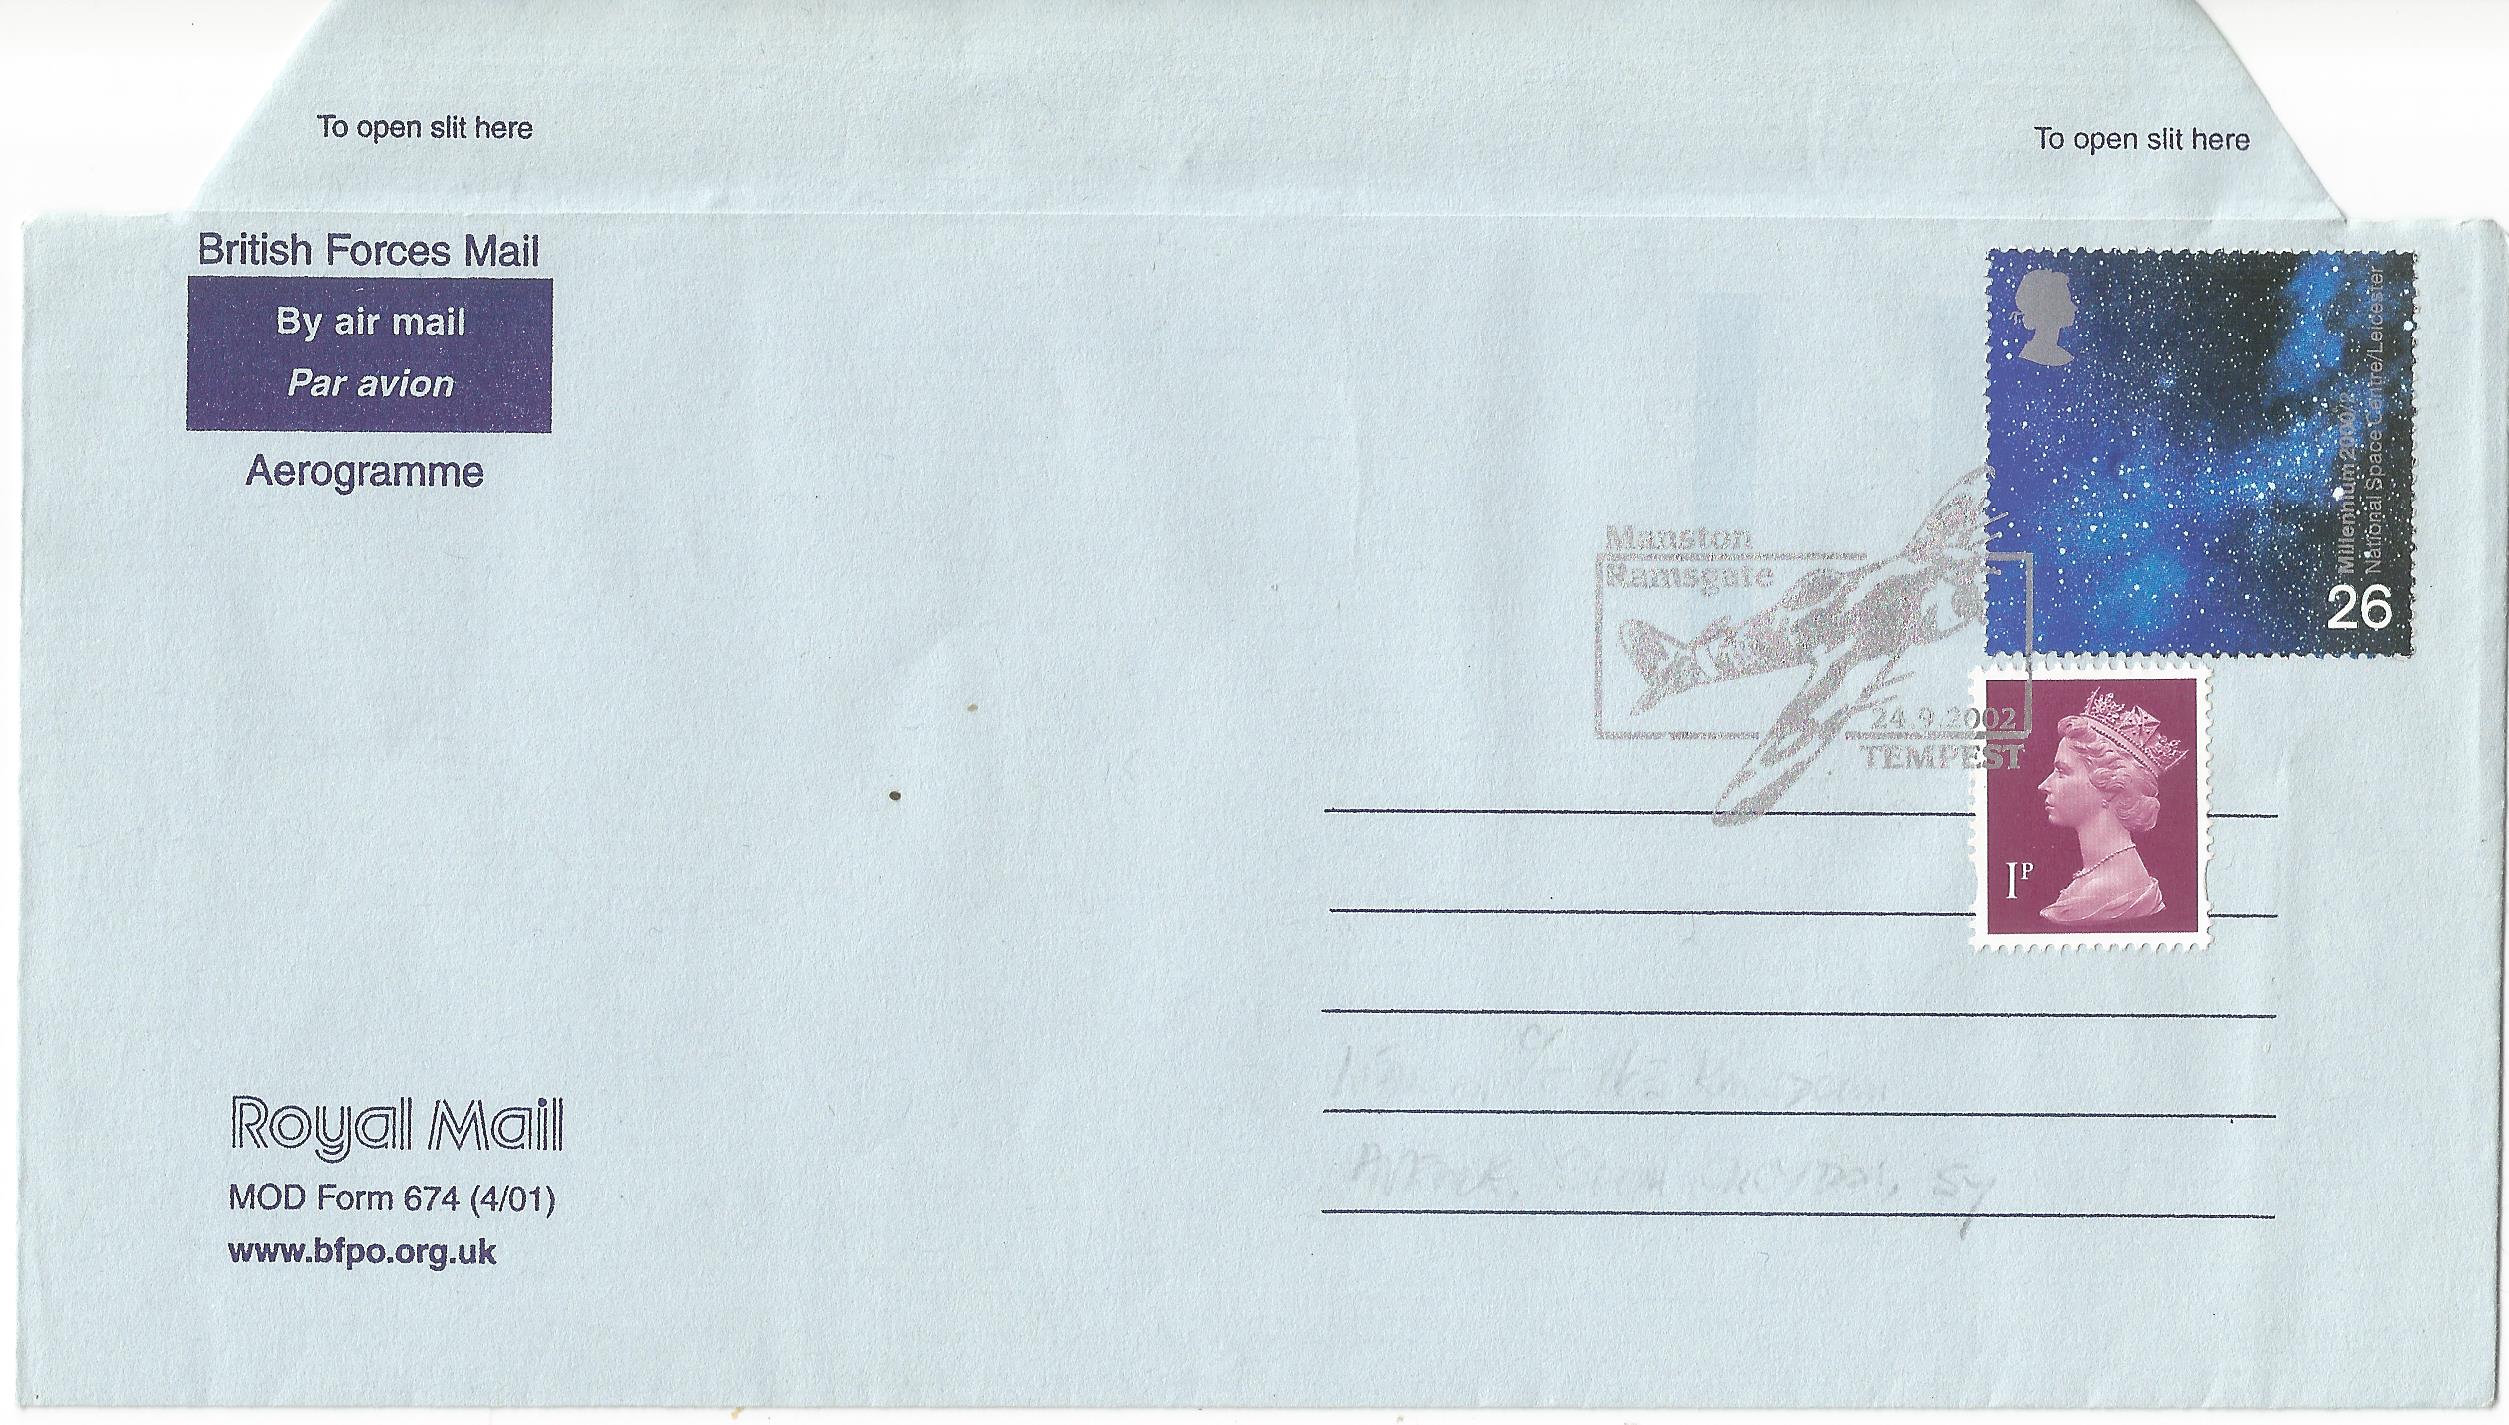 To open slit here
To open slit here
British Forces Mail
By air mail
Par avion
Aerogramme
Millennium 2000/2
National Space Centre/Leicester
26
Manston
Ramsgate
24.9.2002
TEMPEST
1P
Royal Mail
MOD Form 674 (4/01)
www.bfpo.org.uk